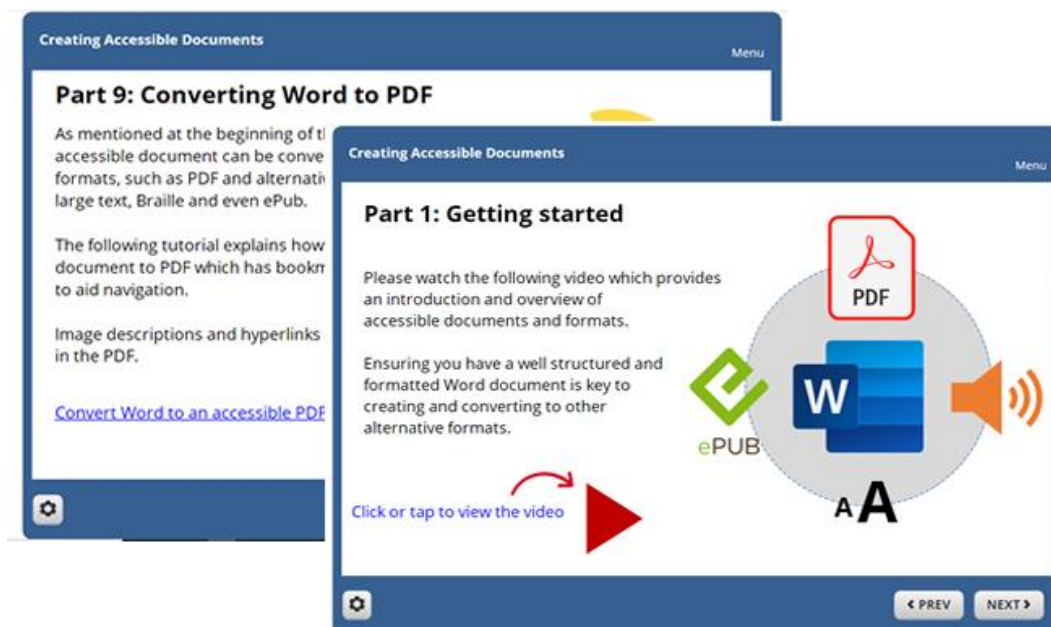 Creating Accessible Documents
Menu
Part 9: Converting Word to PDF
As mentioned at the beginning of
accessible document can be
formats, such as PDF and
large text, Braille and even ePub.
The following tutorial explains how
document to PDF which has
to aid navigation.
Image descriptions and hyperlinks
in the PDF.
Convert Word to an accessible PDF
Creating Accessible Documents
Menu
Part 1: Getting started
Please watch the following video which provides
an introduction and overview of
accessible documents and formats.
Ensuring you have a well structured and
formatted Word document is key to
creating and converting to other
alternative formats.
Click or tap to view the video
PDF
W
ePUB
A A
PREV
NEXT